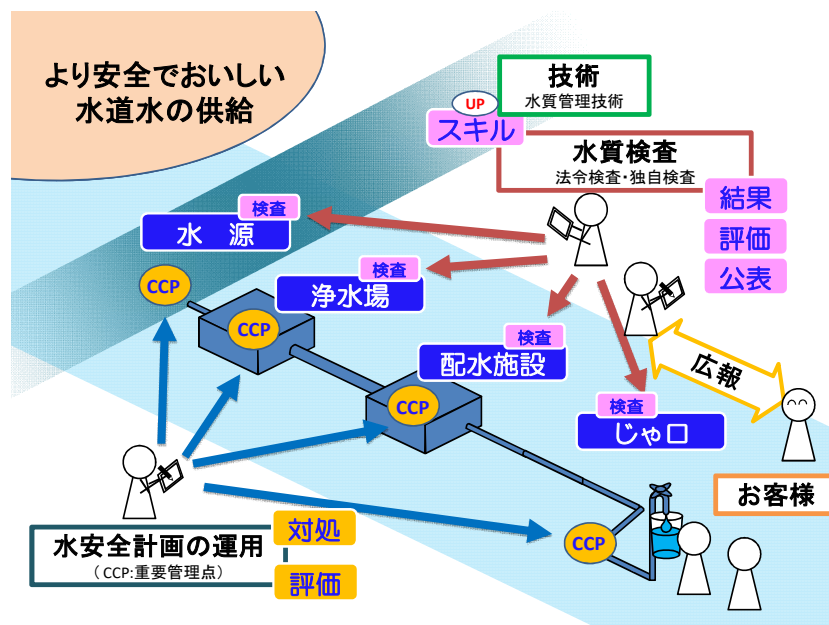 より安全でおいしい
水道水の供給
技術
水質管理技術
UP
スキル
水質検査
法令検査・独自検査
結果
評価
公表
検査
水　源
検査
浄水場
検査
配水施設
検査
じゃ口
CCP
CCP
CCP
CCP
広報
お客様
水安全計画の運用
（CCP:重要管理点）
対処
評価